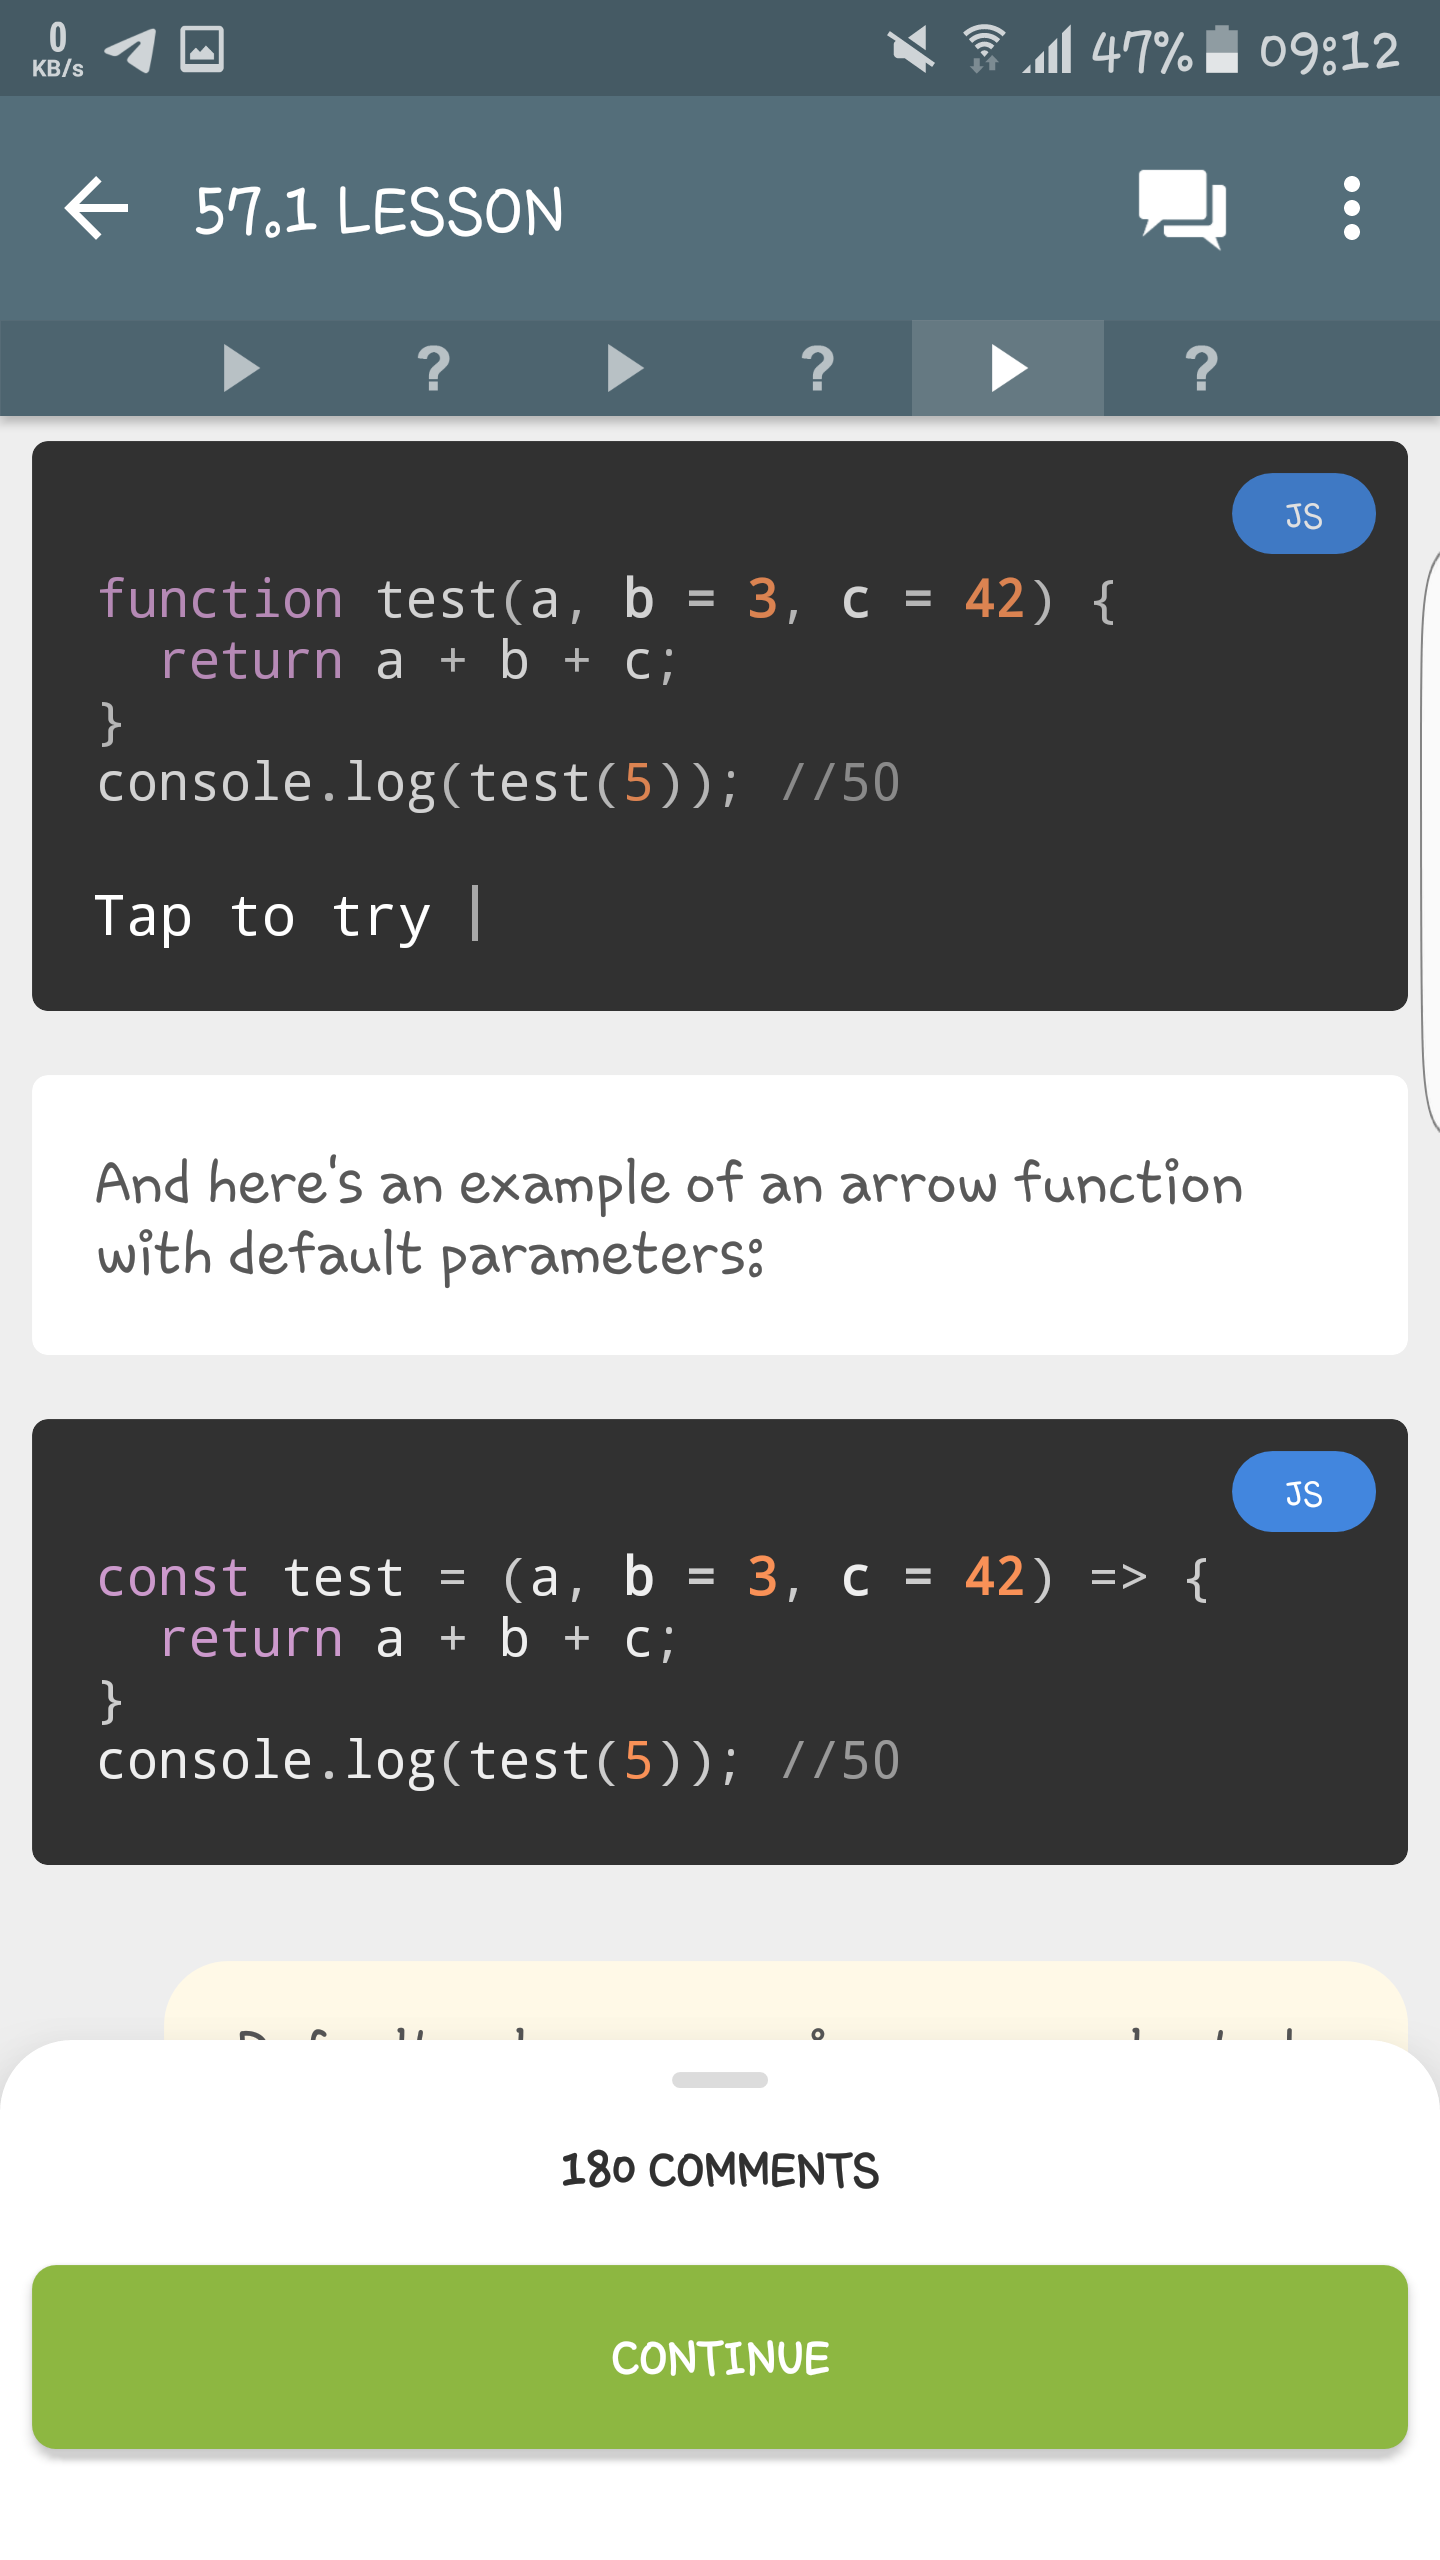 0
KB/s
47%
09:12
57.1 LESSON
? ? ?
JS
function test(a, b = 3, c = 42) {
  return a + b + c;
}
console.log(test(5)); //50
Tap to try
And here's an example of an arrow function
with default parameters:
JS
const test = (a, b = 3, c = 42) => {
  return a + b + c;
}
console.log(test(5)); //50
180 COMMENTS
CONTINUE